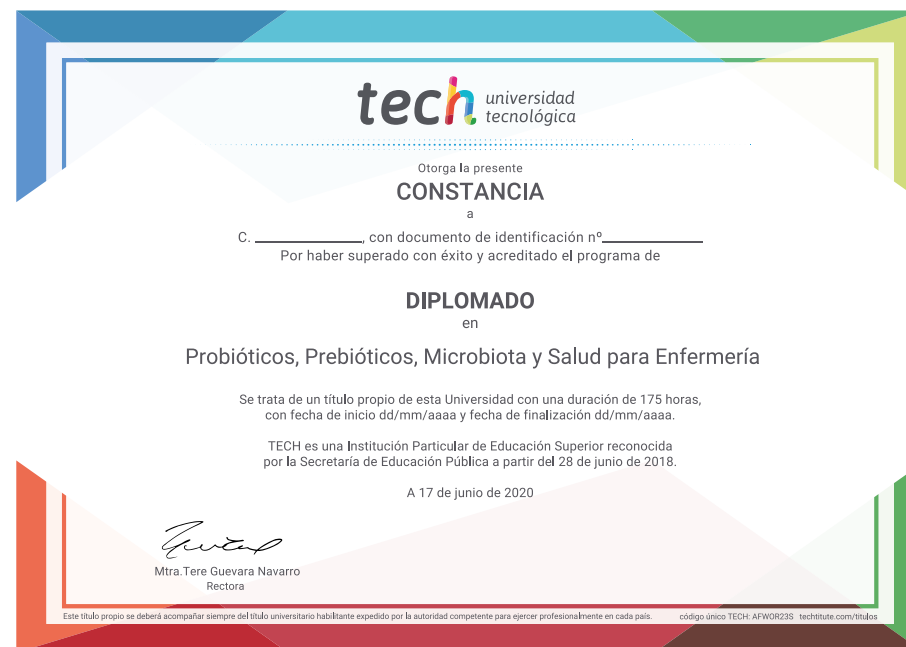 tech universidad
tecnológica
Otorga la presente
CONSTANCIA
a
C. ____________, con documento de identificación nº____________
Por haber superado con éxito y acreditado el programa de
DIPLOMADO
en
Probióticos, Prebióticos, Microbiota y Salud para Enfermería
Se trata de un título propio de esta Universidad con una duración de 175 horas,
con fecha de inicio dd/mm/aaaa y fecha de finalización dd/mm/aaaa.
TECH es una Institución Particular de Educación Superior reconocida
por la Secretaría de Educación Pública a partir del 28 de junio de 2018.
A 17 de junio de 2020
Mtra.Tere Guevara Navarro
Rectora
Este título propio se deberá acompañar siempre del título universitario habilitante expedido por la autoridad competente para ejercer profesionalmente en cada país. código único TECH: AFWOR23S techtitute.com/titulos